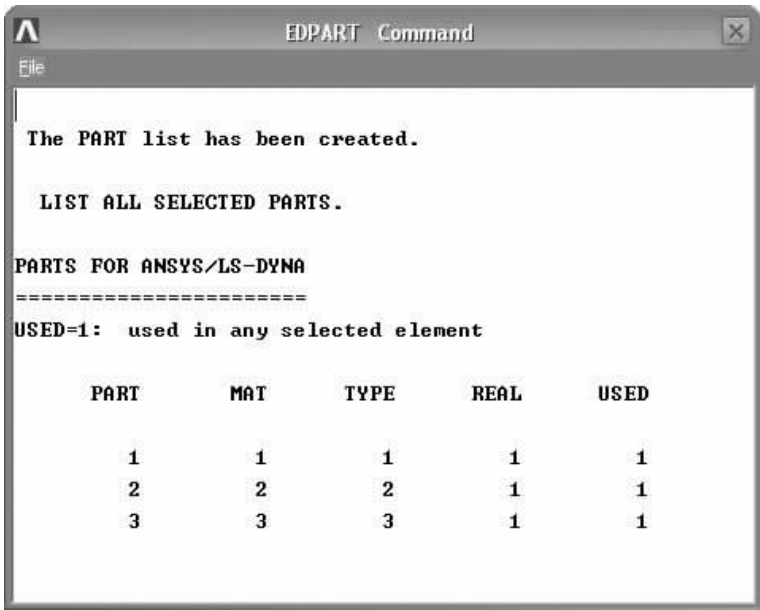 EDPART Command
File
The PART list has been created.
LIST ALL SELECTED PARTS.
PARTS FOR ANSYS/LS-DYNA
=======================
USED=1: used in any selected element
PART MAT TYPE REAL USED
1 1 1 1 1
2 2 2 1 1
3 3 3 1 1